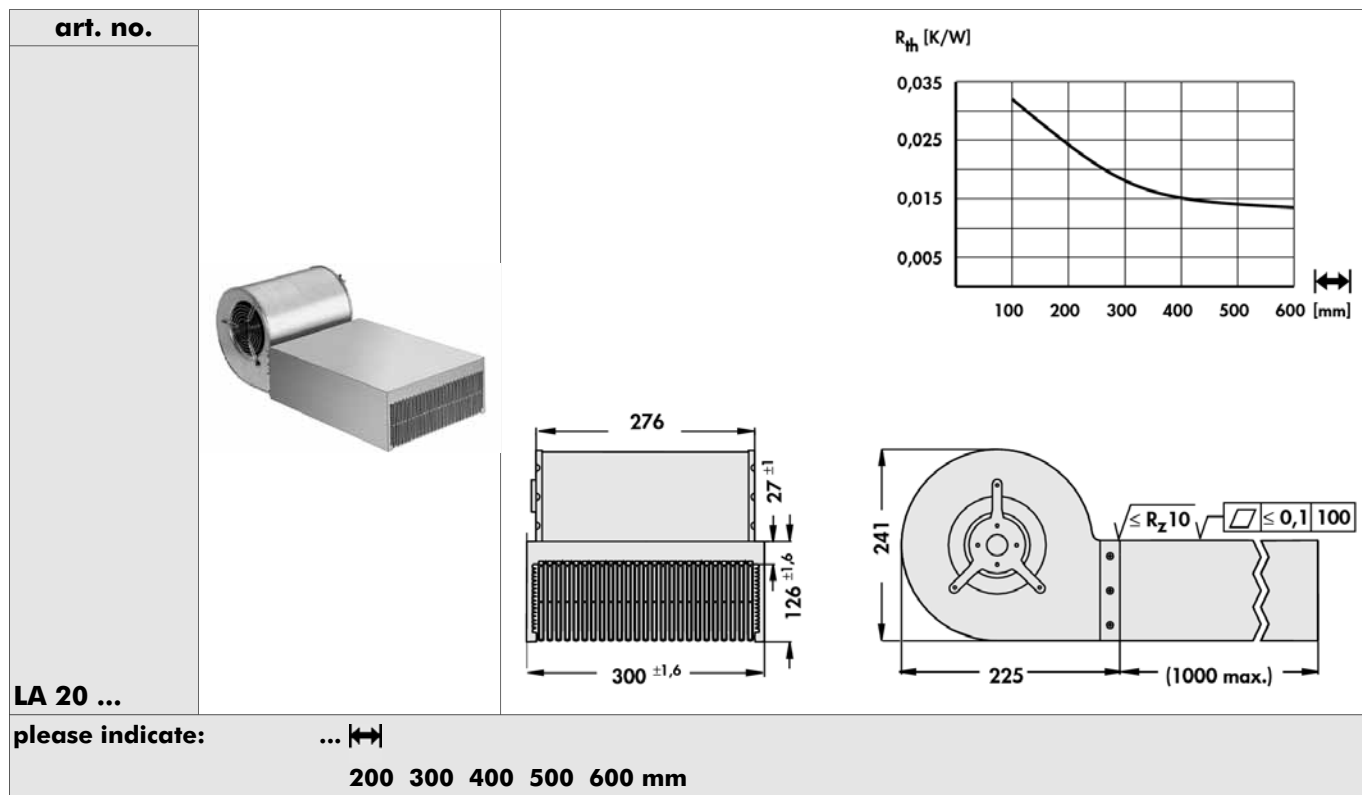 art. no.
R_th [K/W]
0,035
0,025
0,015
0,005
100 200 300 400 500 600 [mm]
276
27 ±1
126 ±1,6
300 ±1,6
241
≤ R_z 10
≤ 0,1 100
225
(1000 max.)
LA 20 ...
please indicate: ...
200 300 400 500 600 mm